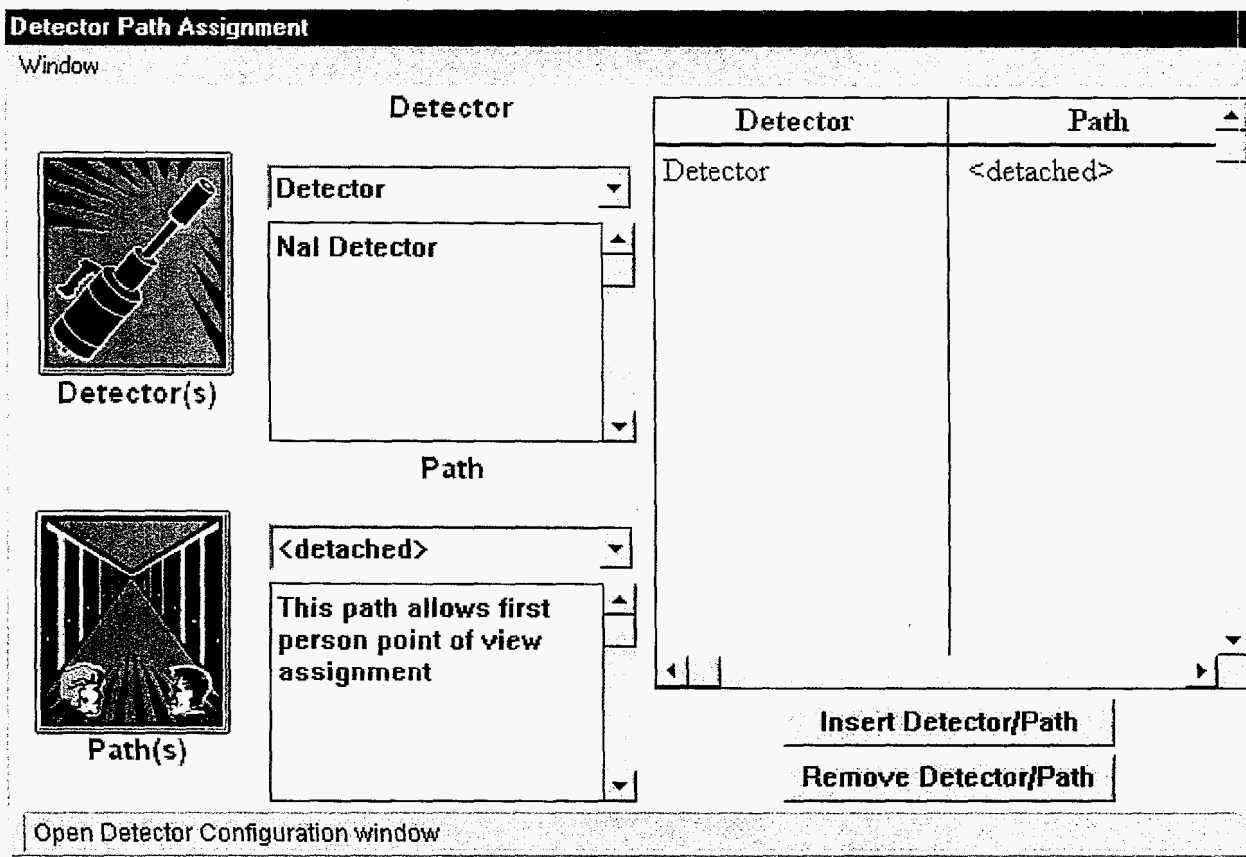 Detector Path Assignment
Window
Detector
Detector
NaI Detector
Detector(s)
Path
<detached>
This path allows first
person point of view
assignment
Path(s)
Detector Path
Detector <detached>
Insert Detector/Path
Remove Detector/Path
Open Detector Configuration window